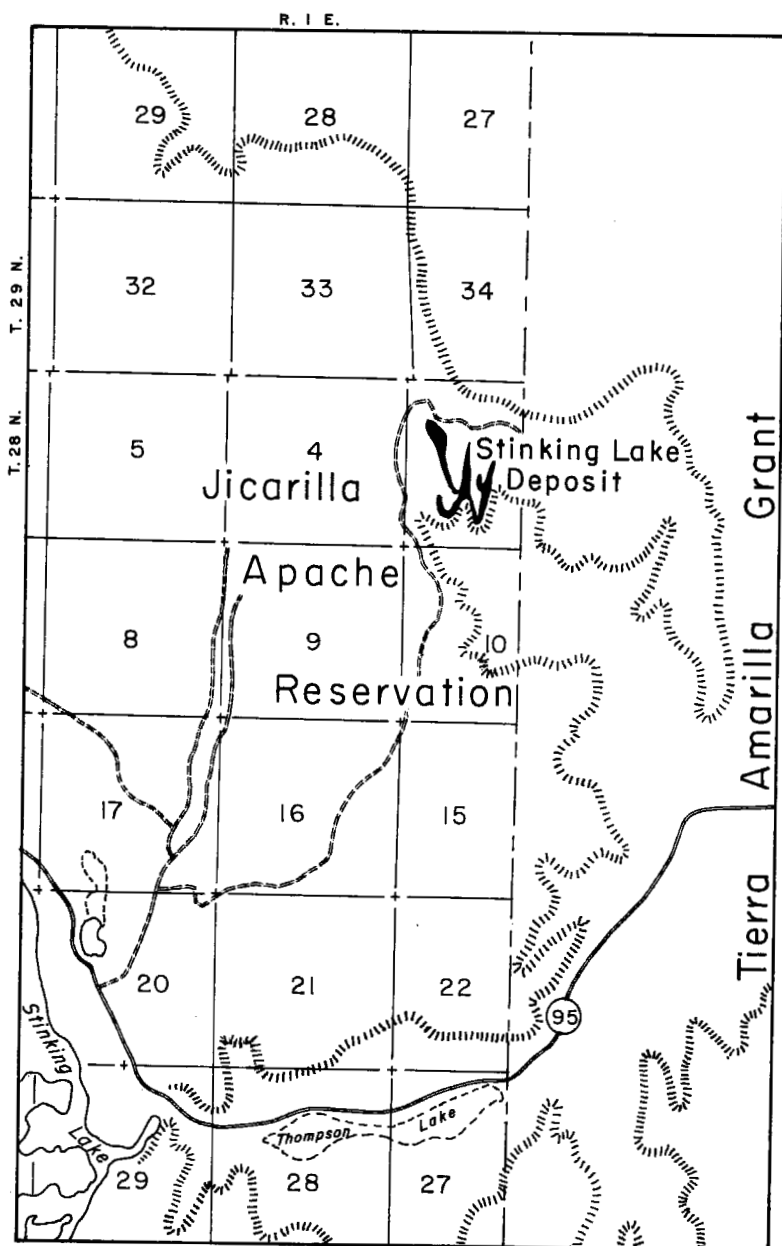 R. I E.
29
28
27
T. 29 N.
32
33
34
T. 28 N.
5
4
Stinking Lake
Deposit
Jicarilla
Apache
8
9
10
Reservation
17
16
15
Tierra Amarilla Grant
20
21
22
95
Stinking
Lake
Thompson Lake
29
28
27